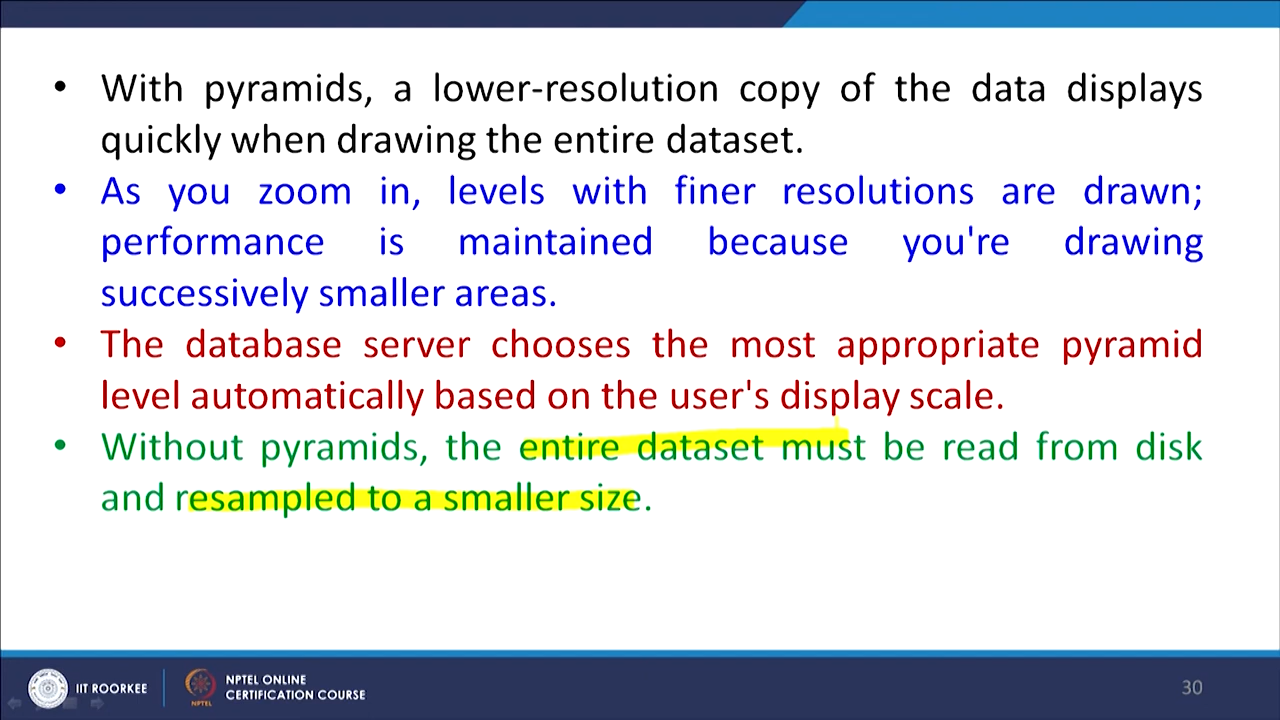 • With pyramids, a lower-resolution copy of the data displays
quickly when drawing the entire dataset.
• As you zoom in, levels with finer resolutions are drawn;
performance is maintained because you're drawing
successively smaller areas.
• The database server chooses the most appropriate pyramid
level automatically based on the user's display scale.
• Without pyramids, the entire dataset must be read from disk
and resampled to a smaller size.
IIT ROORKEE
NPTEL
NPTEL ONLINE
CERTIFICATION COURSE
30